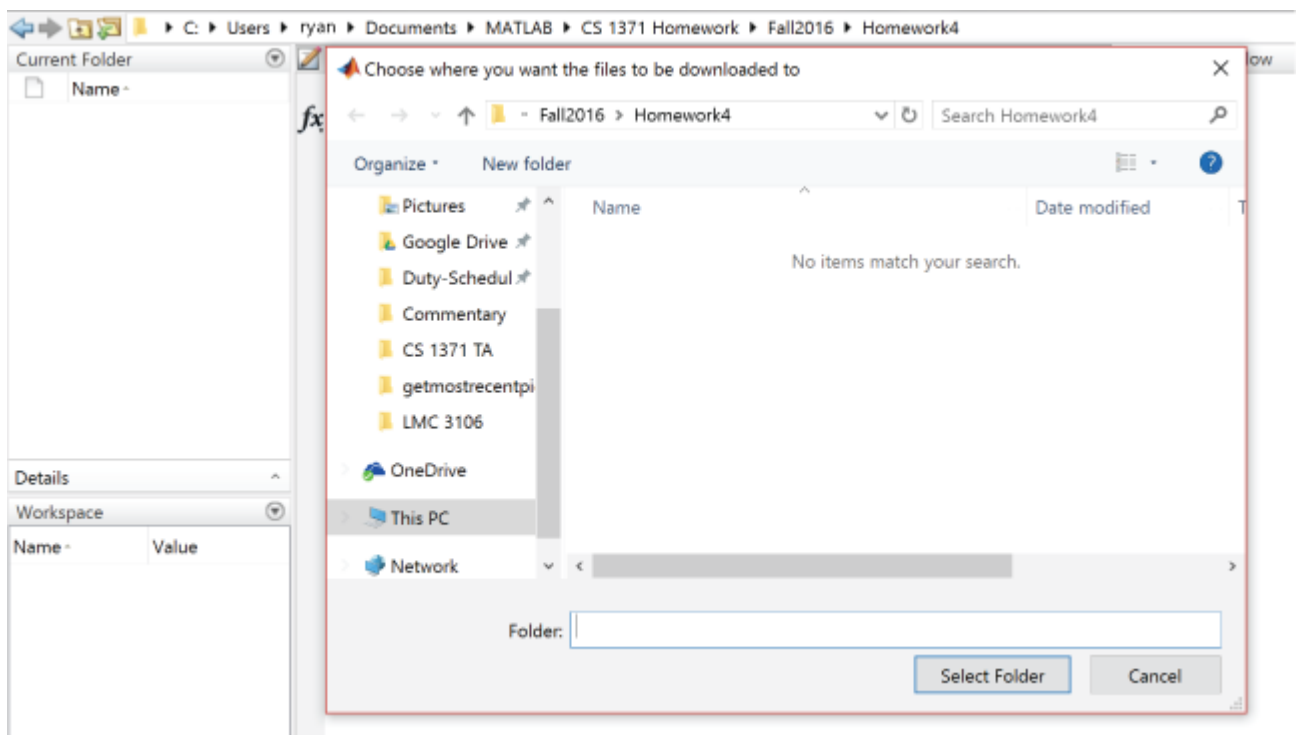 C: Users ryan Documents MATLAB CS 1371 Homework Fall2016 Homework4
Current Folder
Name
fx
Choose where you want the files to be downloaded to
Fall2016 > Homework4
Search Homework4
Organize
New folder
Pictures
Google Drive
Duty-Schedul
Commentary
CS 1371 TA
getmostrecentpi
LMC 3106
OneDrive
This PC
Network
Name
Date modified
T
No items match your search.
Folder:
Select Folder
Cancel
low
Details
Workspace
Name
Value